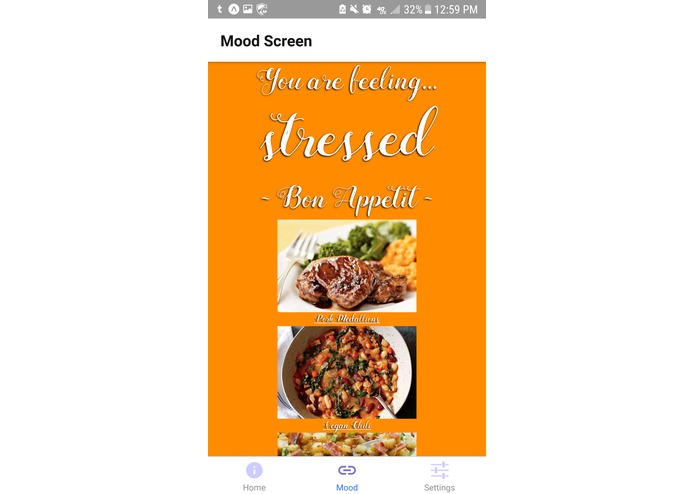 t 4G 32% 12:59 PM
Mood Screen
You are feeling...
stressed
~ Bon Appetit ~
Pork Medallions
Vegan Chili
Home Mood Settings